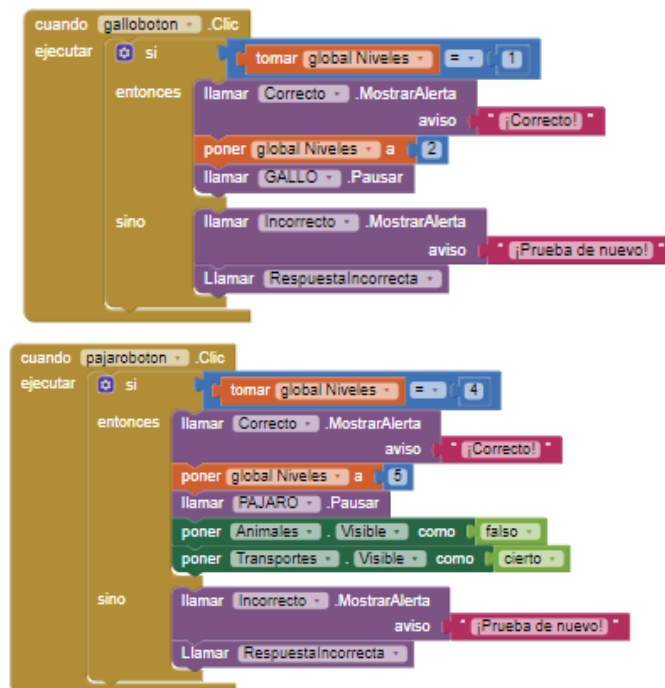 cuando galloboton .Clic
ejecutar si tomar global Niveles = 1
entonces llamar Correcto .MostrarAlerta
aviso " ¡Correcto! "
poner global Niveles a 2
llamar GALLO .Pausar
sino llamar Incorrecto .MostrarAlerta
aviso " ¡Prueba de nuevo! "
Llamar RespuestaIncorrecta
cuando pajaroboton .Clic
ejecutar si tomar global Niveles = 4
entonces llamar Correcto .MostrarAlerta
aviso " ¡Correcto! "
poner global Niveles a 5
llamar PAJARO .Pausar
poner Animales . Visible como falso
poner Transportes . Visible como cierto
sino llamar Incorrecto .MostrarAlerta
aviso " ¡Prueba de nuevo! "
Llamar RespuestaIncorrecta